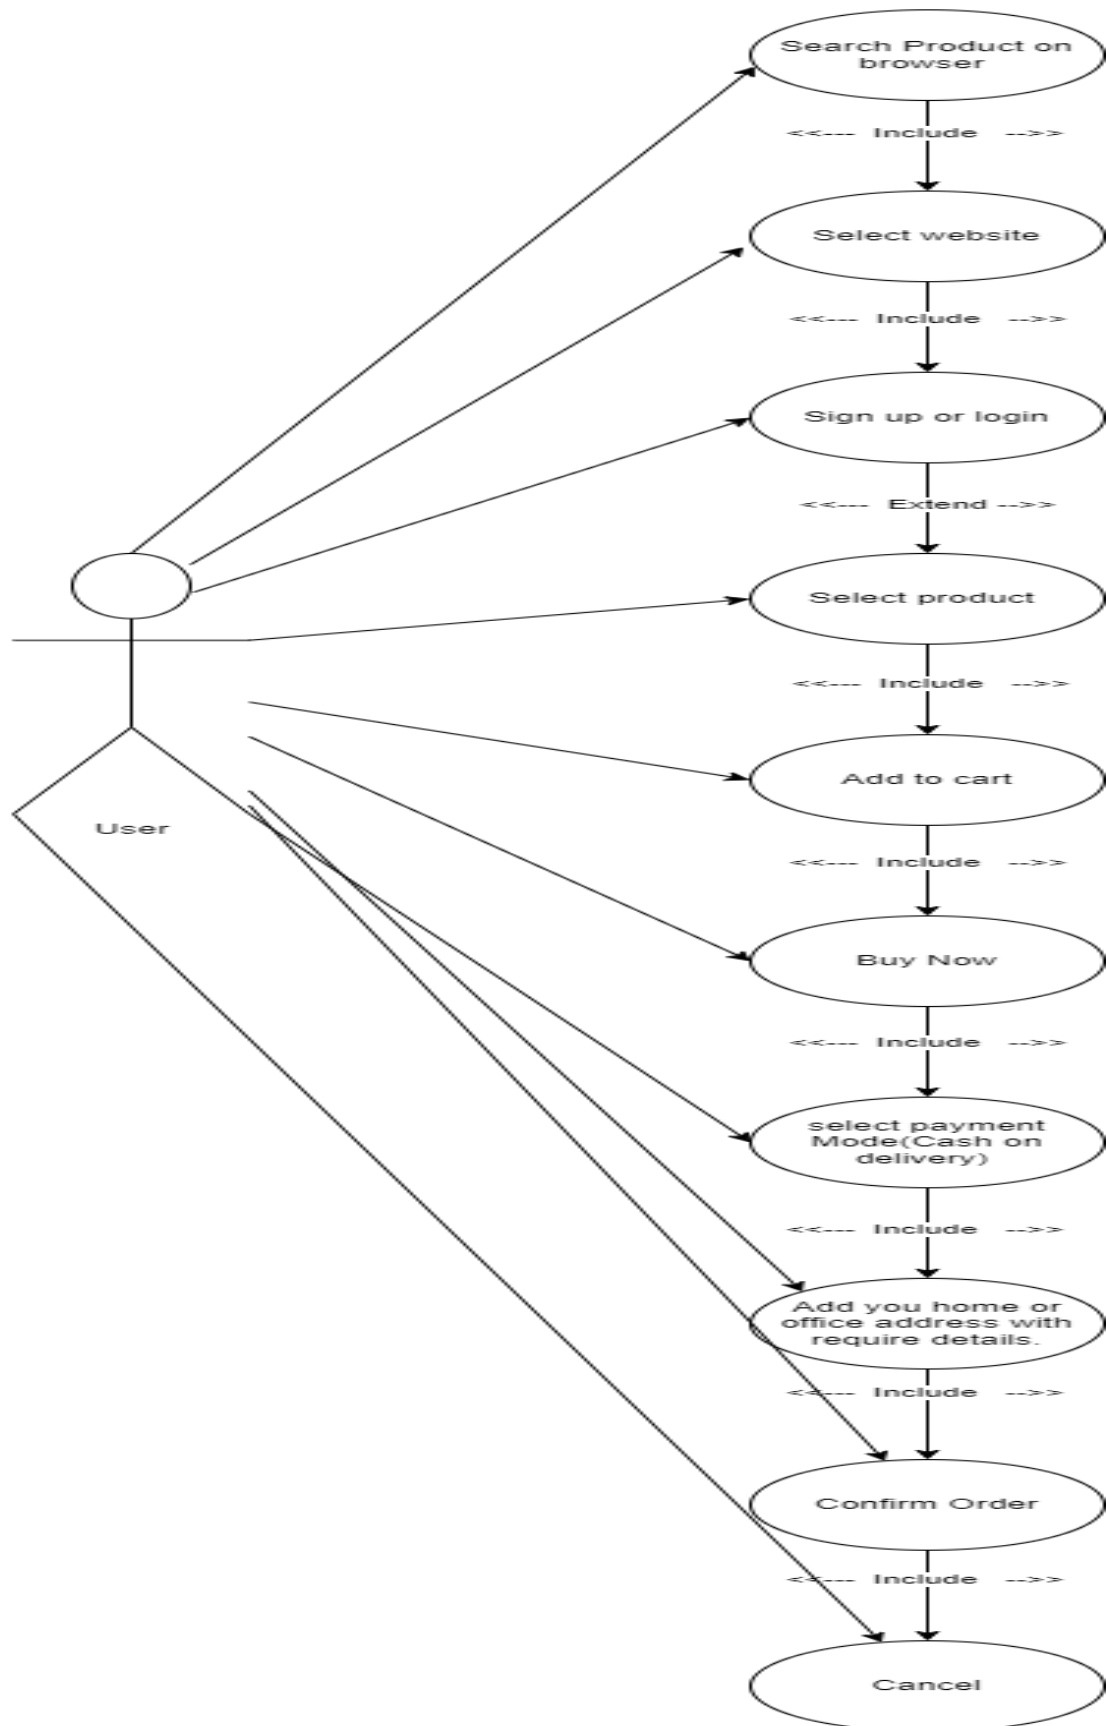 Search Product on
browser
<<--- Include -->>
Select website
<<--- Include -->>
Sign up or login
<<--- Extend -->>
Select product
<<--- Include -->>
Add to cart
User
<<--- Include -->>
Buy Now
<<--- Include -->>
select payment
Mode(Cash on
delivery)
<<--- Include -->>
Add you home or
office address with
require details.
<<--- Include -->>
Confirm Order
<<--- Include -->>
Cancel